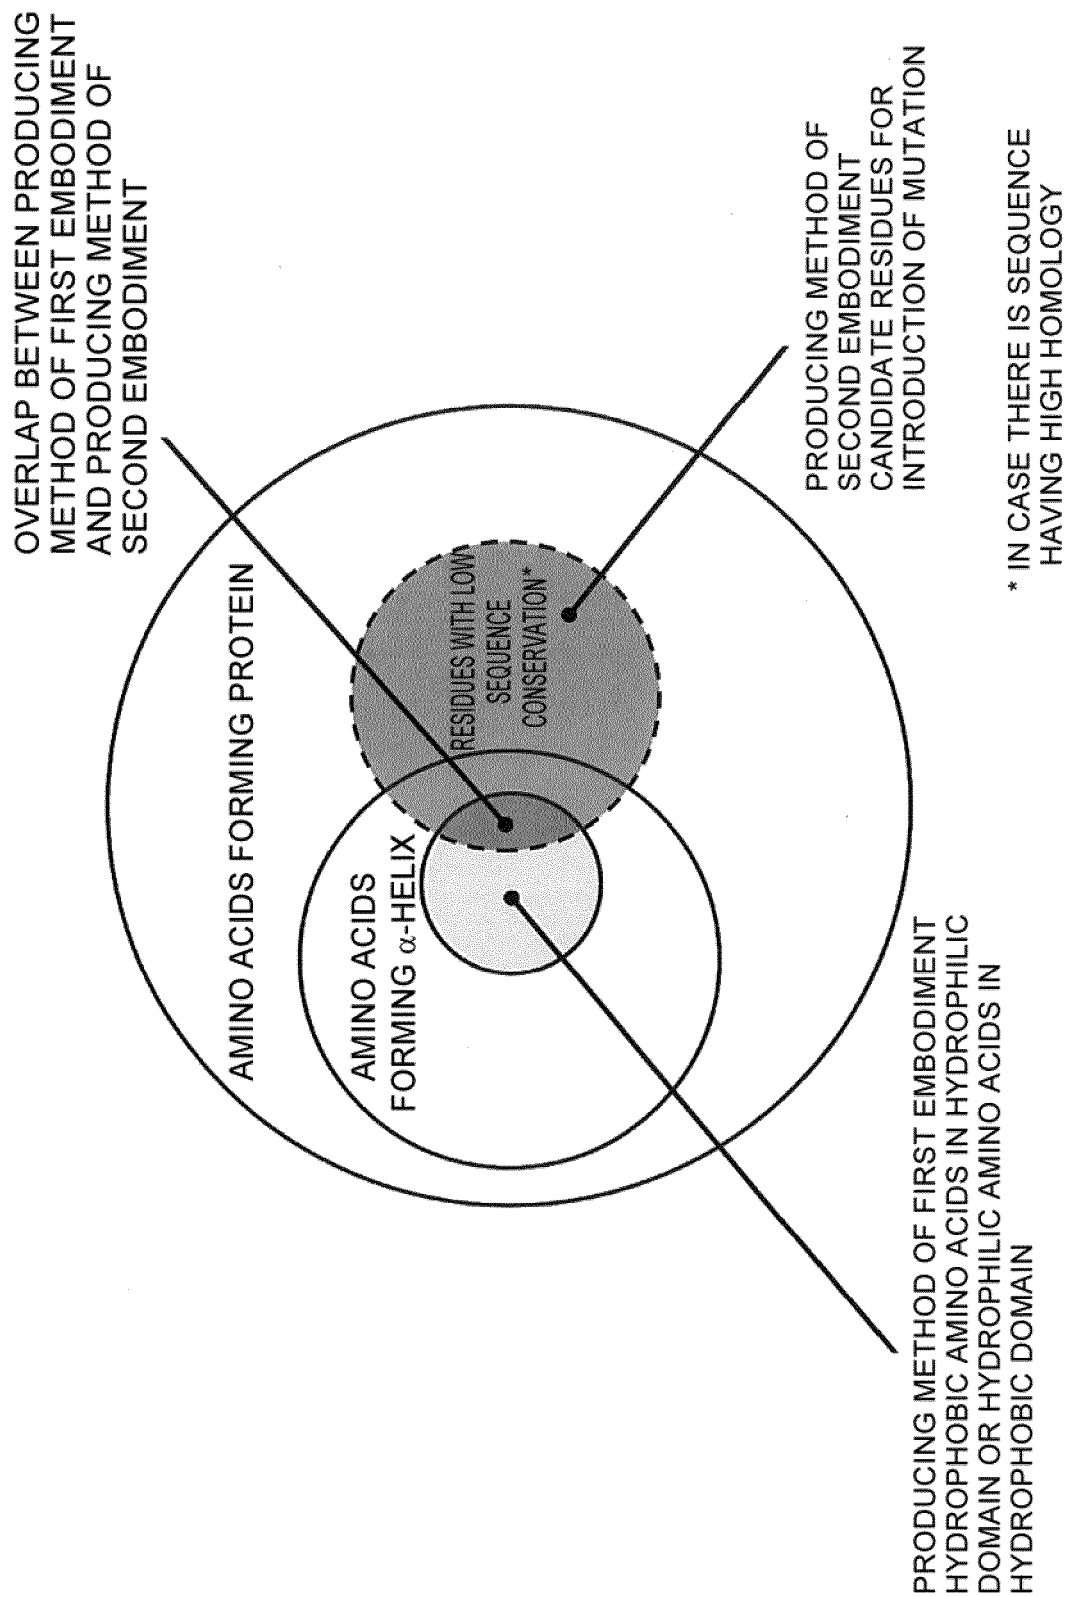 OVERLAP BETWEEN PRODUCING
METHOD OF FIRST EMBODIMENT
AND PRODUCING METHOD OF
SECOND EMBODIMENT
AMINO ACIDS FORMING PROTEIN
AMINO ACIDS
FORMING α-HELIX
RESIDUES WITH LOW
SEQUENCE
CONSERVATION*
PRODUCING METHOD OF
SECOND EMBODIMENT
CANDIDATE RESIDUES FOR
INTRODUCTION OF MUTATION
PRODUCING METHOD OF FIRST EMBODIMENT
HYDROPHOBIC AMINO ACIDS IN HYDROPHILIC
DOMAIN OR HYDROPHILIC AMINO ACIDS IN
HYDROPHOBIC DOMAIN
* IN CASE THERE IS SEQUENCE
HAVING HIGH HOMOLOGY